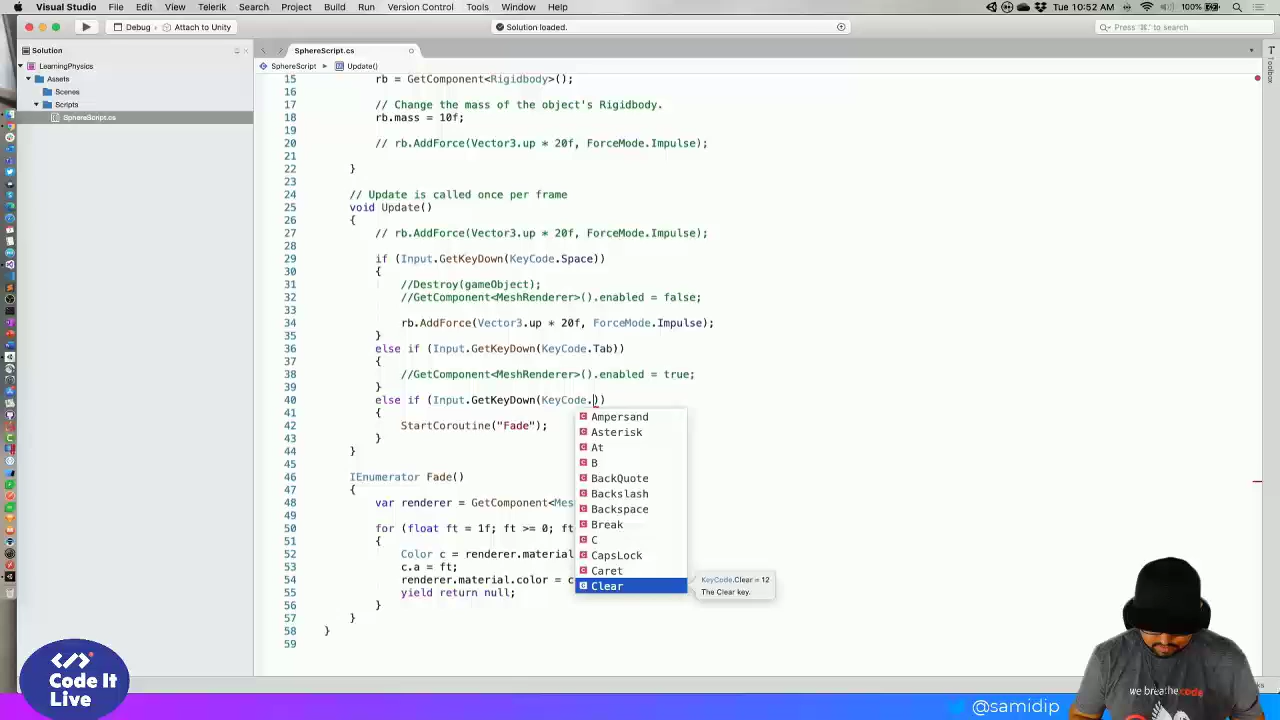 Visual Studio File Edit View Telerik Search Project Build Run Version Control Tools Window Help 100% Tue 10:52 AM
Debug › Attach to Unity Solution loaded. Press '⌘.' to search
Solution SphereScript.cs
LearningPhysics SphereScript ▸ Update() Toolbox
Assets
Scenes
Scripts
SphereScript.cs
15 rb = GetComponent<Rigidbody>();
16
17 // Change the mass of the object's Rigidbody.
18 rb.mass = 10f;
19
20 // rb.AddForce(Vector3.up * 20f, ForceMode.Impulse);
21
22 }
23
24 // Update is called once per frame
25 void Update()
26 {
27 // rb.AddForce(Vector3.up * 20f, ForceMode.Impulse);
28
29 if (Input.GetKeyDown(KeyCode.Space))
30 {
31 //Destroy(gameObject);
32 //GetComponent<MeshRenderer>().enabled = false;
33
34 rb.AddForce(Vector3.up * 20f, ForceMode.Impulse);
35 }
36 else if (Input.GetKeyDown(KeyCode.Tab))
37 {
38 //GetComponent<MeshRenderer>().enabled = true;
39 }
40 else if (Input.GetKeyDown(KeyCode.))
41 {
42 StartCoroutine("Fade");
43 }
44 }
45
46 IEnumerator Fade()
47 {
48 var renderer = GetComponent<Mes
49
50 for (float ft = 1f; ft >= 0; ft
51 {
52 Color c = renderer.material
53 c.a = ft;
54 renderer.material.color = c
55 yield return null;
56 }
57 }
58 }
59
Ampersand
Asterisk
At
B
BackQuote
Backslash
Backspace
Break
C
CapsLock
Caret
Clear
KeyCode.Clear = 12
The Clear key.
</> Code It
Live
we breathe code
@samidip